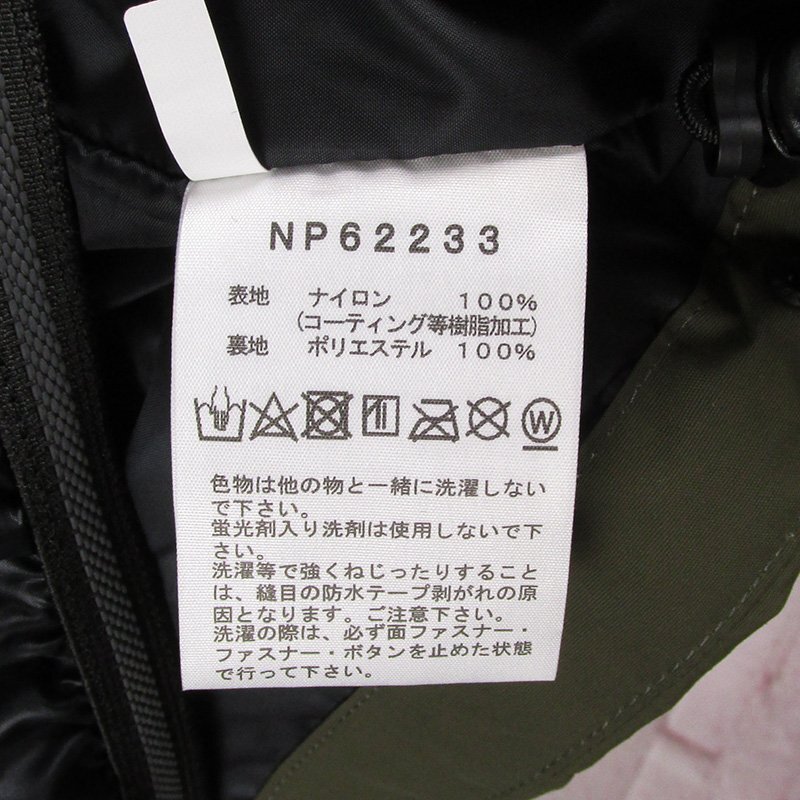 NP62233
表地 ナイロン 100%
(コーティング等樹脂加工)
裏地 ポリエステル 100%
W
色物は他の物と一緒に洗濯しない
で下さい。
蛍光剤入り洗剤は使用しないで下
さい。
洗濯等で強くねじったりすること
は、縫目の防水テープ剥がれの原
因となります。ご注意下さい。
洗濯の際は、必ず面ファスナー・
ファスナー・ボタンを止めた状態
で行って下さい。